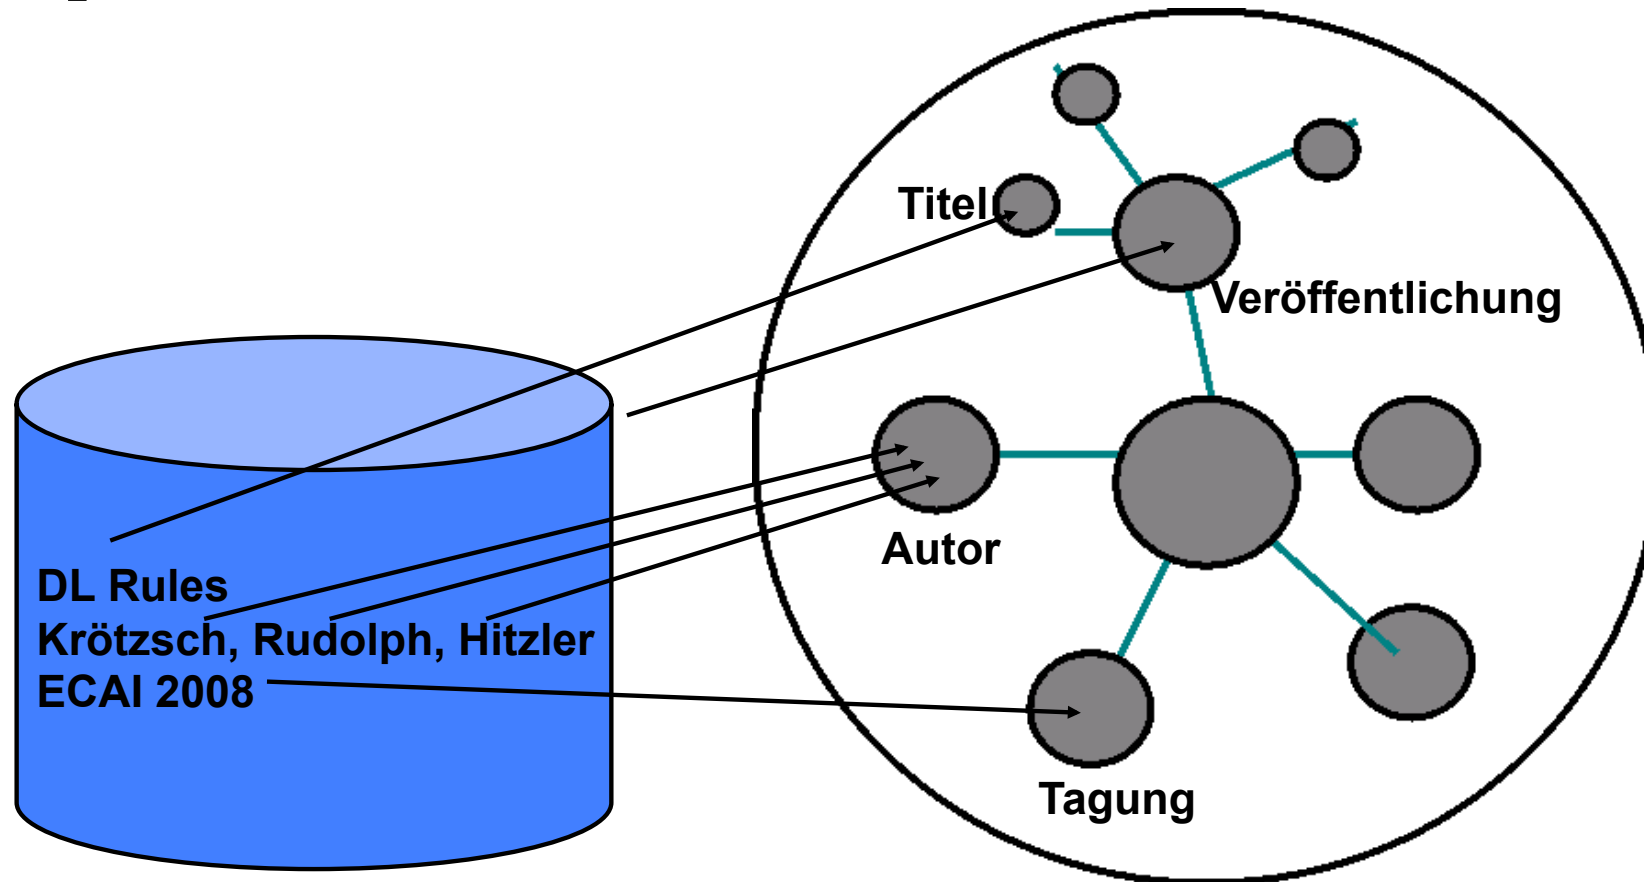 Titel
Veröffentlichung
Autor
DL Rules
Krötzsch, Rudolph, Hitzler
ECAI 2008
Tagung